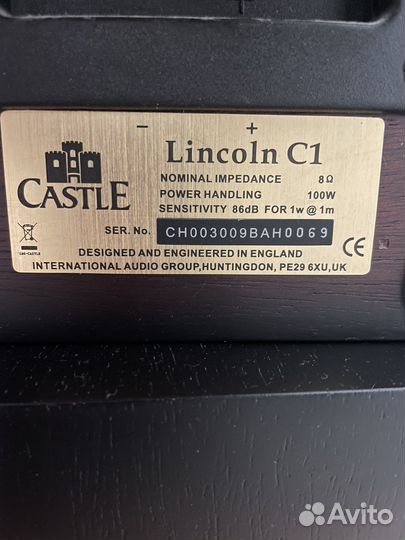 − +
Lincoln C1
CASTLE
NOMINAL IMPEDANCE 8Ω
POWER HANDLING 100W
SENSITIVITY 86dB FOR 1w @ 1m
SER. No. CH003009BAH0069
CE
DESIGNED AND ENGINEERED IN ENGLAND
INTERNATIONAL AUDIO GROUP,HUNTINGDON, PE29 6XU,UK
Avito